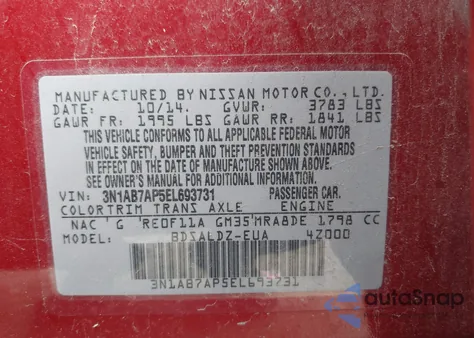 MANUFACTURED BY NISSAN MOTOR CO., LTD.
DATE: 10/14. GVWR: 3783 LBS
GAWR FR: 1995 LBS GAWR RR: 1841 LBS
THIS VEHICLE CONFORMS TO ALL APPLICABLE FEDERAL MOTOR
VEHICLE SAFETY, BUMPER AND THEFT PREVENTION STANDARDS
IN EFFECT ON THE DATE OF MANUFACTURE SHOWN ABOVE.
SEE OWNER'S MANUAL FOR ADDITIONAL INFORMATION.
VIN: 3N1AB7AP5EL693731 PASSENGER CAR.
COLOR TRIM TRANS AXLE ENGINE
NAC G RE0F11A GM35 MRA8DE 1798 CC
MODEL: BDSALDZ-EUA 4Z000
3N1AB7AP5EL693731
autoSnap